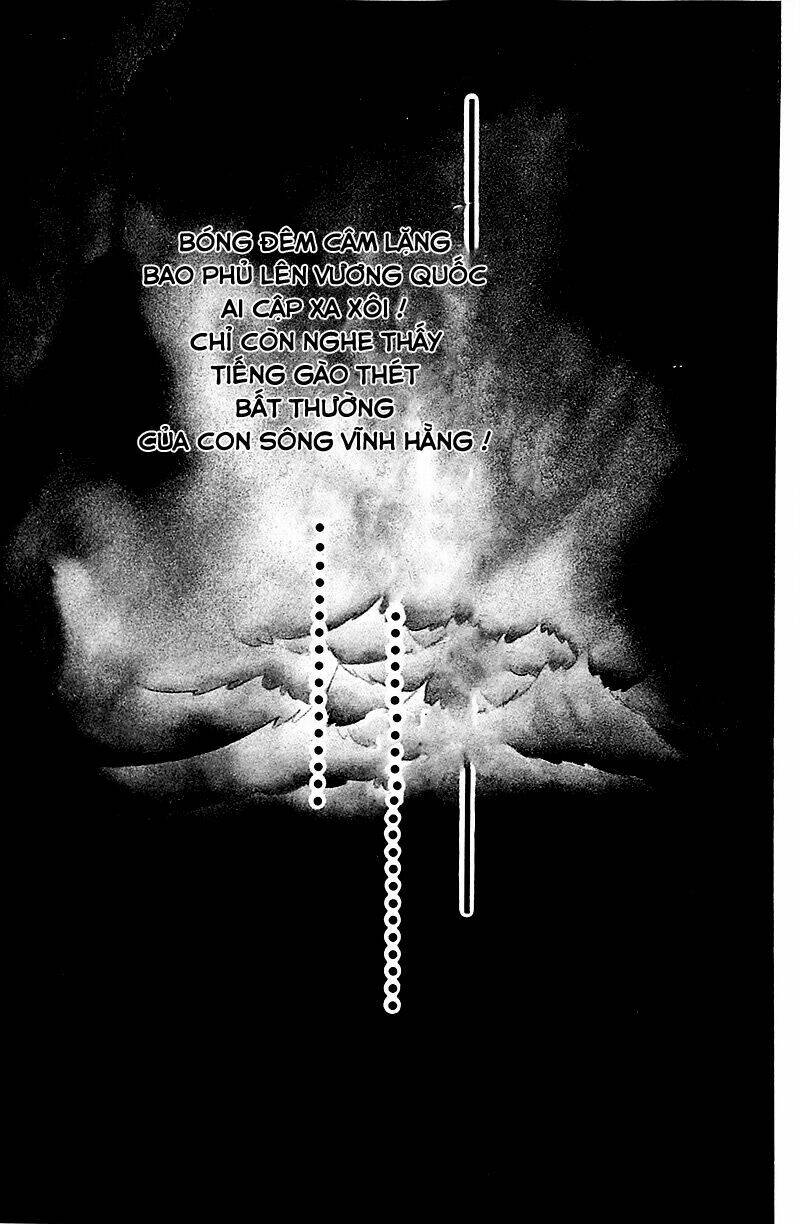 BÓNG ĐÊM CÂM LẶNG
BAO PHỦ LÊN VƯƠNG QUỐC
AI CẬP XA XÔI !
CHỈ CÒN NGHE THẤY
TIẾNG GÀO THÉT
BẤT THƯỜNG
CỦA CON SÔNG VĨNH HẰNG !